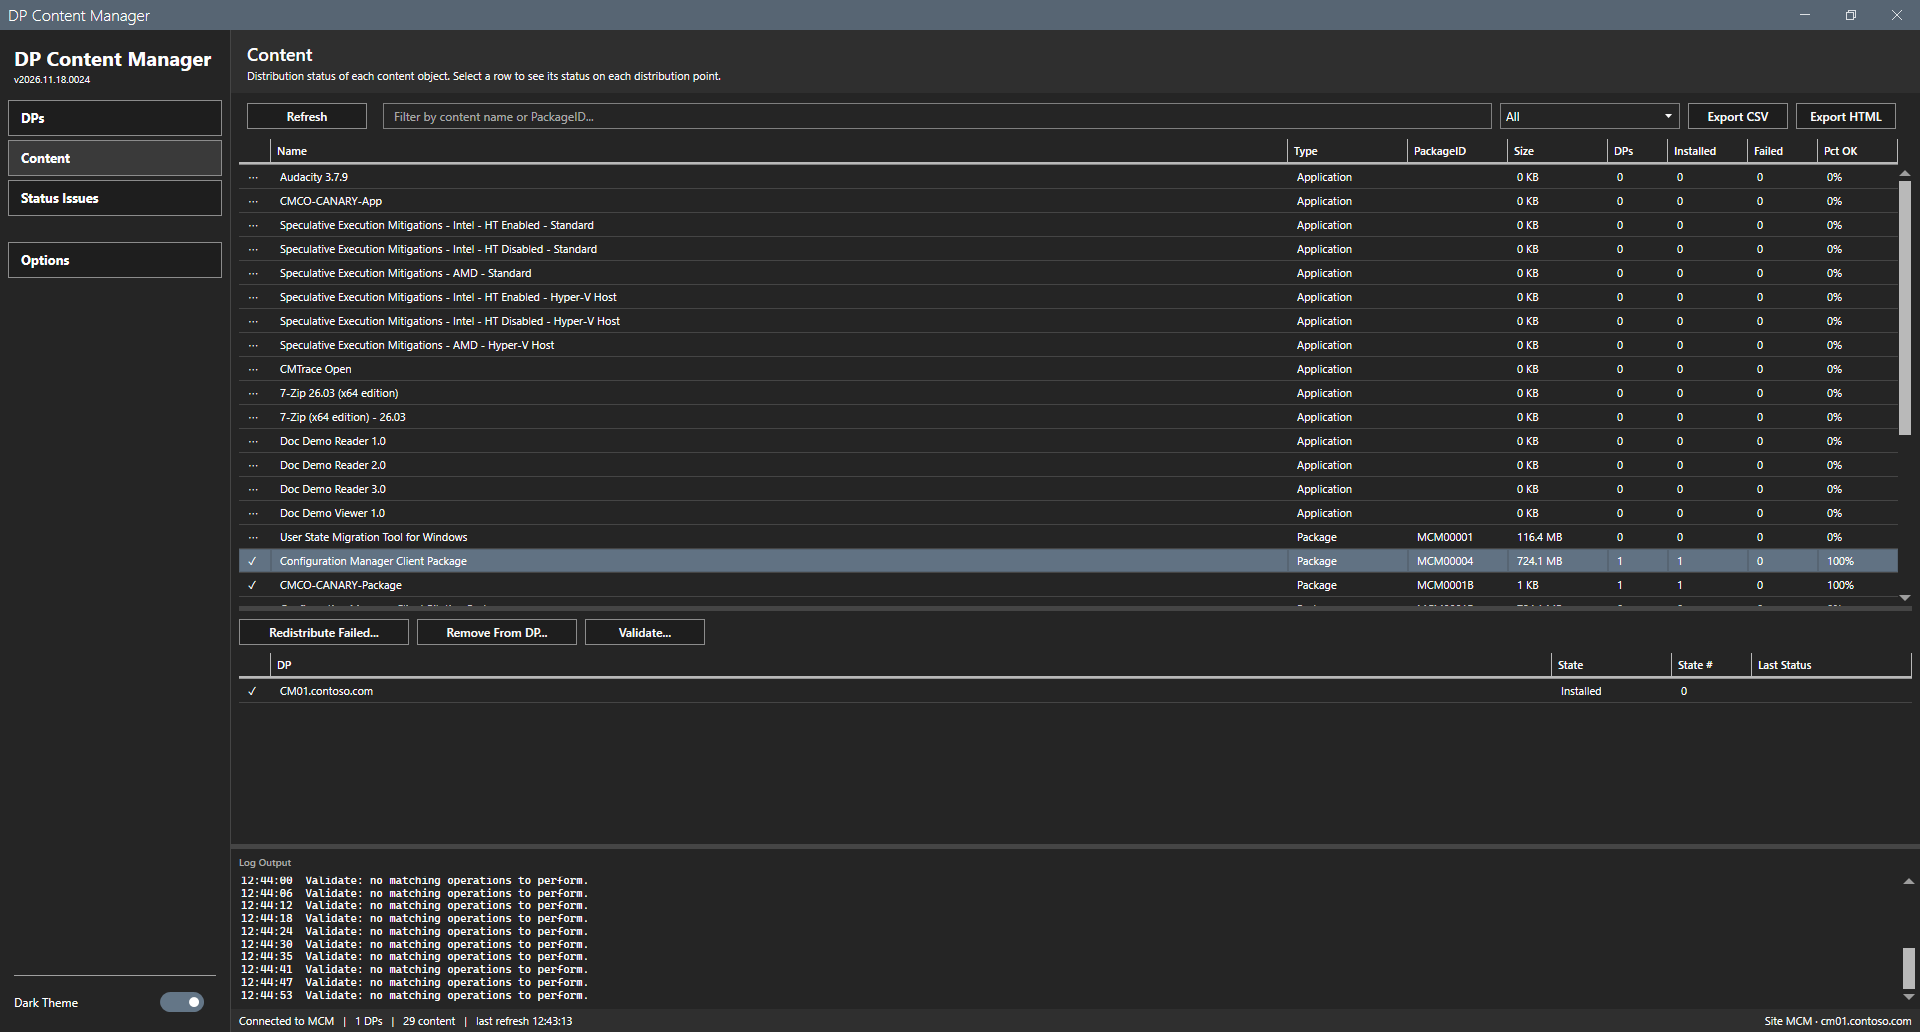 DP Content Manager
DP Content Manager
v2026.11.18.0024
DPs
Content
Status Issues
Options
Dark Theme
Content
Distribution status of each content object. Select a row to see its status on each distribution point.
Refresh
Filter by content name or PackageID...
All
Export CSV
Export HTML
Name Type PackageID Size DPs Installed Failed Pct OK
··· Audacity 3.7.9 Application 0 KB 0 0 0 0%
··· CMCO-CANARY-App Application 0 KB 0 0 0 0%
··· Speculative Execution Mitigations - Intel - HT Enabled - Standard Application 0 KB 0 0 0 0%
··· Speculative Execution Mitigations - Intel - HT Disabled - Standard Application 0 KB 0 0 0 0%
··· Speculative Execution Mitigations - AMD - Standard Application 0 KB 0 0 0 0%
··· Speculative Execution Mitigations - Intel - HT Enabled - Hyper-V Host Application 0 KB 0 0 0 0%
··· Speculative Execution Mitigations - Intel - HT Disabled - Hyper-V Host Application 0 KB 0 0 0 0%
··· Speculative Execution Mitigations - AMD - Hyper-V Host Application 0 KB 0 0 0 0%
··· CMTrace Open Application 0 KB 0 0 0 0%
··· 7-Zip 26.03 (x64 edition) Application 0 KB 0 0 0 0%
··· 7-Zip (x64 edition) - 26.03 Application 0 KB 0 0 0 0%
··· Doc Demo Reader 1.0 Application 0 KB 0 0 0 0%
··· Doc Demo Reader 2.0 Application 0 KB 0 0 0 0%
··· Doc Demo Reader 3.0 Application 0 KB 0 0 0 0%
··· Doc Demo Viewer 1.0 Application 0 KB 0 0 0 0%
··· User State Migration Tool for Windows Package MCM00001 116.4 MB 0 0 0 0%
✓ Configuration Manager Client Package Package MCM00004 724.1 MB 1 1 0 100%
✓ CMCO-CANARY-Package Package MCM0001B 1 KB 1 1 0 100%
Redistribute Failed...
Remove From DP...
Validate...
DP State State # Last Status
✓ CM01.contoso.com Installed 0
Log Output
12:44:00 Validate: no matching operations to perform.
12:44:06 Validate: no matching operations to perform.
12:44:12 Validate: no matching operations to perform.
12:44:18 Validate: no matching operations to perform.
12:44:24 Validate: no matching operations to perform.
12:44:30 Validate: no matching operations to perform.
12:44:35 Validate: no matching operations to perform.
12:44:41 Validate: no matching operations to perform.
12:44:47 Validate: no matching operations to perform.
12:44:53 Validate: no matching operations to perform.
Connected to MCM | 1 DPs | 29 content | last refresh 12:43:13
Site MCM · cm01.contoso.com